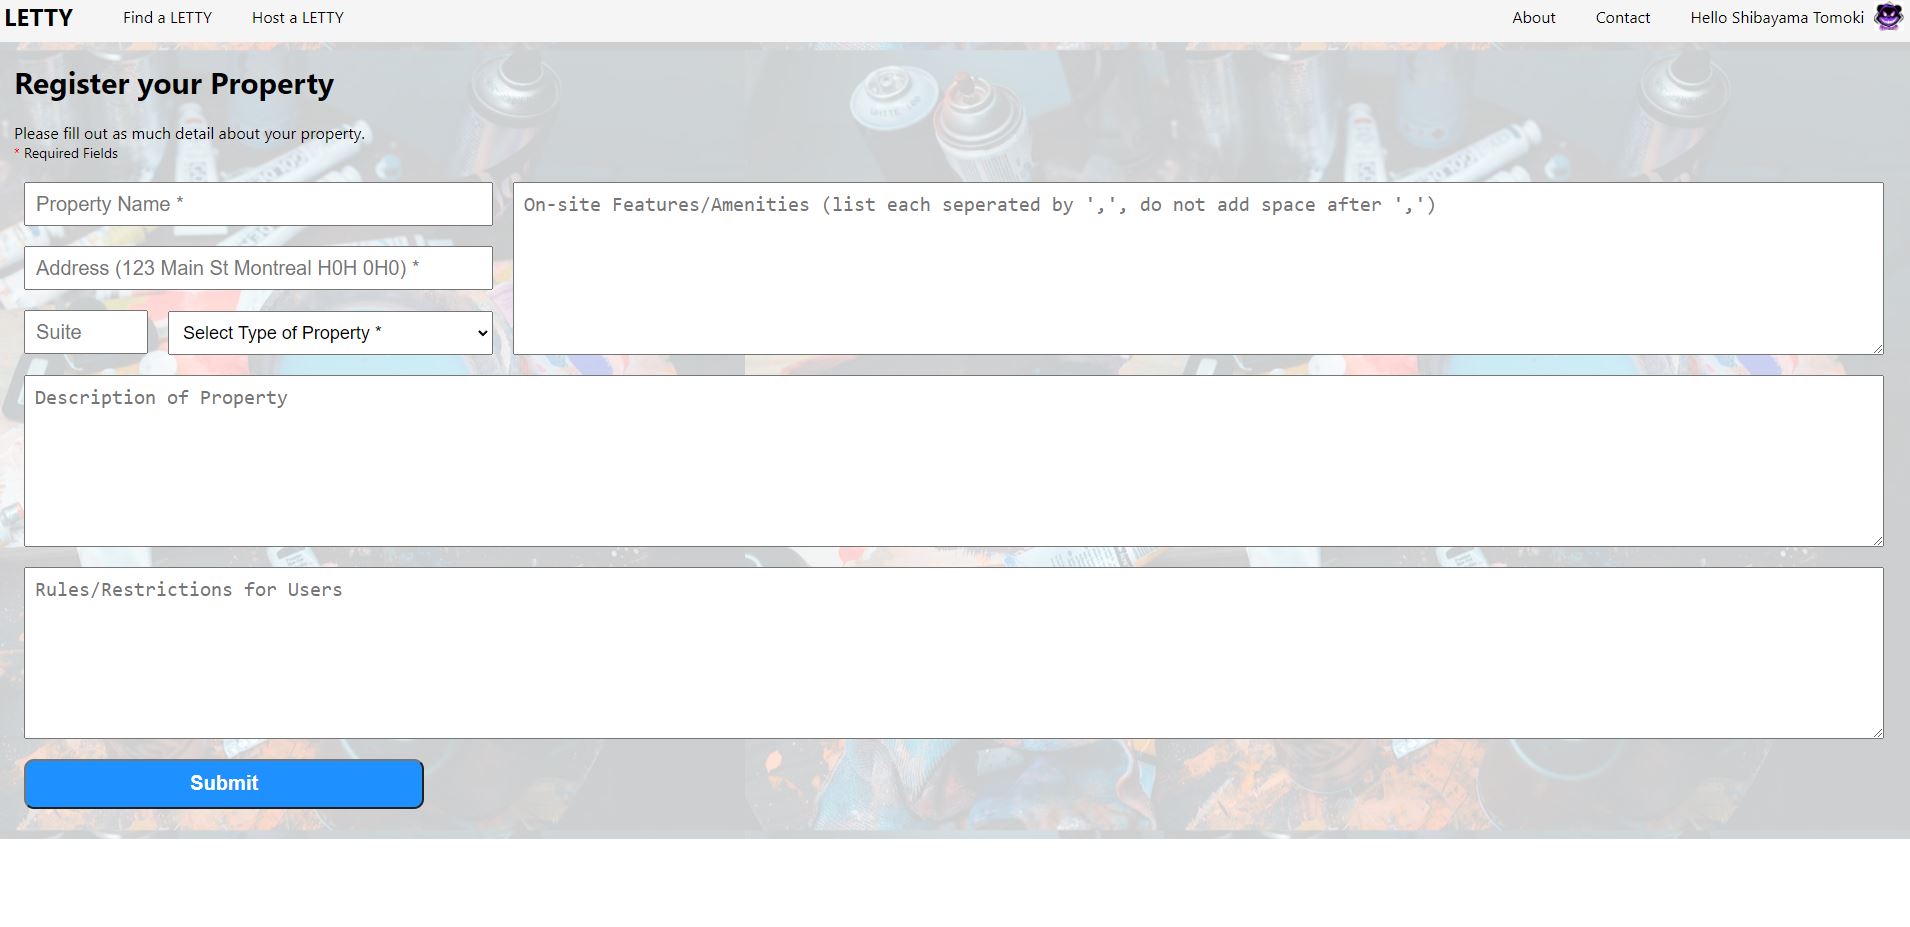 LETTY
Find a LETTY
Host a LETTY
About
Contact
Hello Shibayama Tomoki
Register your Property
Please fill out as much detail about your property.
* Required Fields
Property Name *
On-site Features/Amenities (list each seperated by ',', do not add space after ',')
Address (123 Main St Montreal H0H 0H0) *
Suite
Select Type of Property *
Description of Property
Rules/Restrictions for Users
Submit